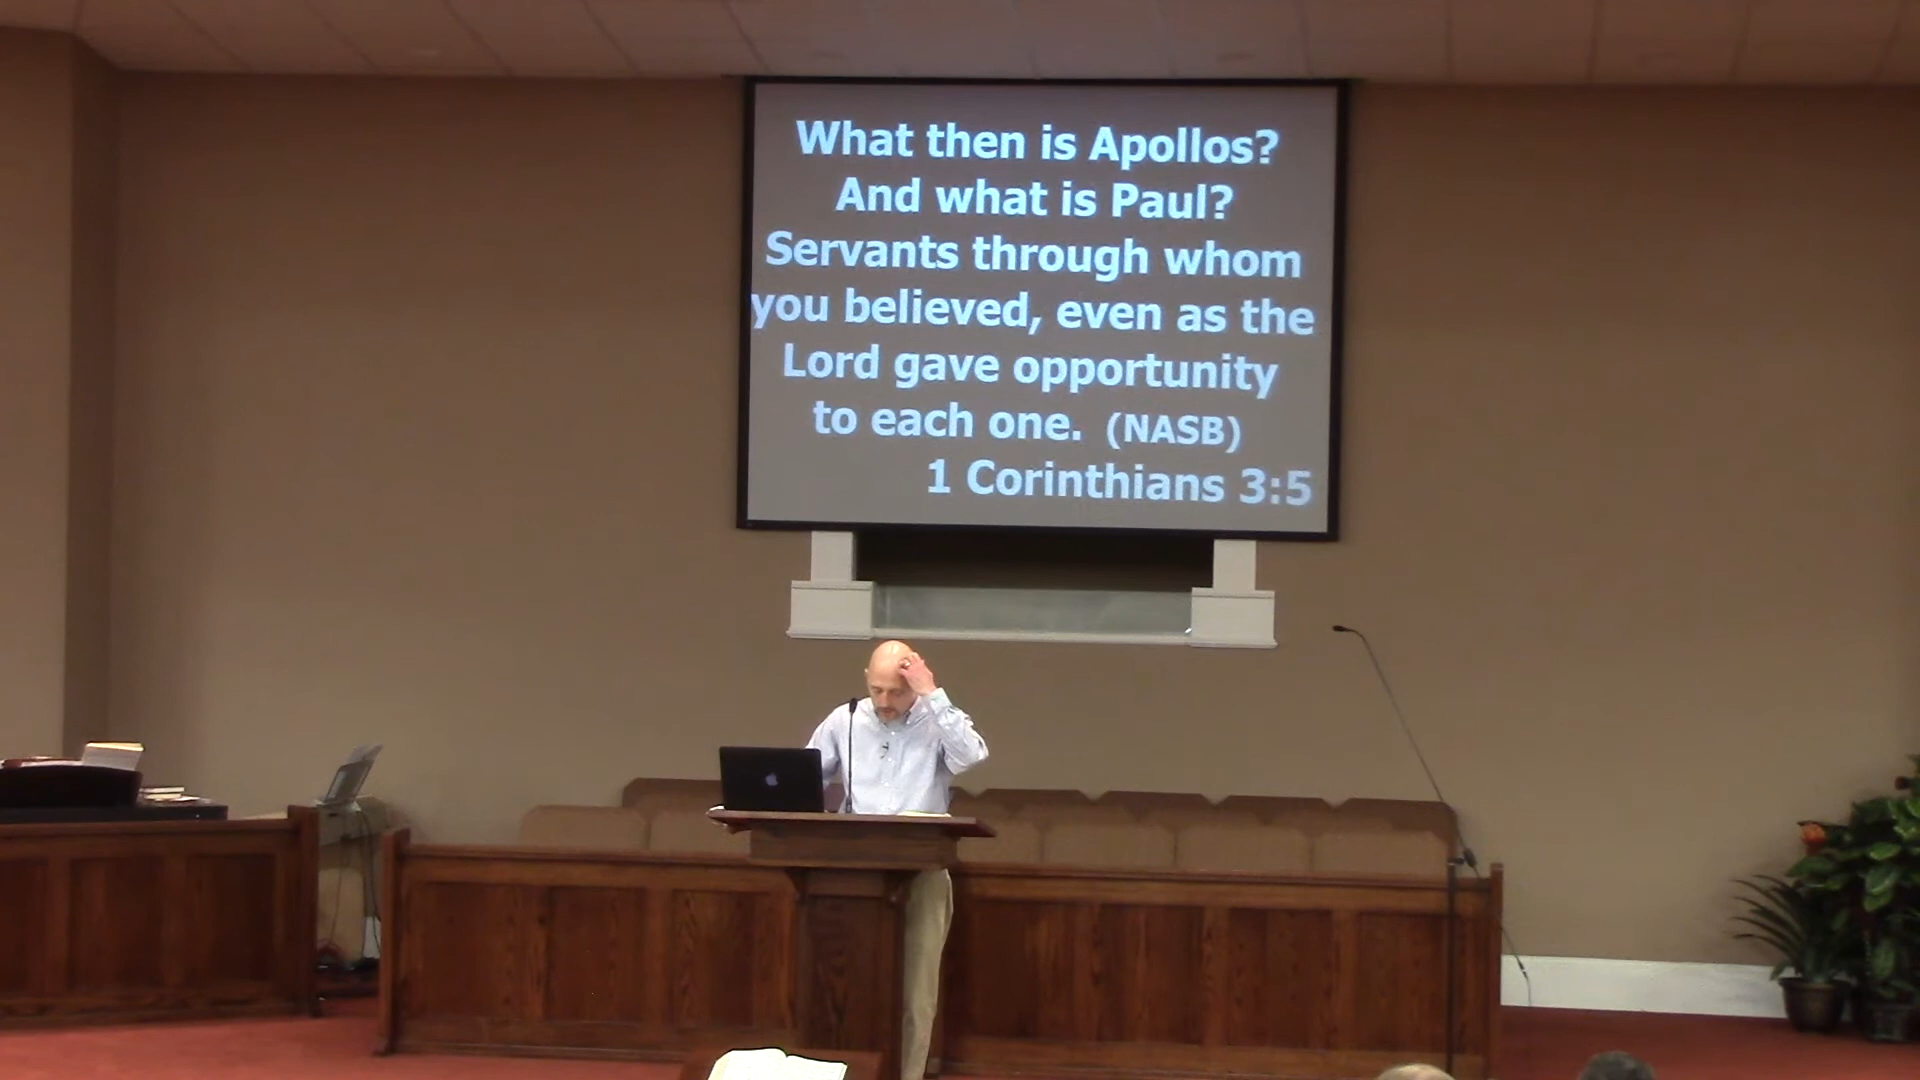 What then is Apollos?
And what is Paul?
Servants through whom
you believed, even as the
Lord gave opportunity
to each one. (NASB)
1 Corinthians 3:5